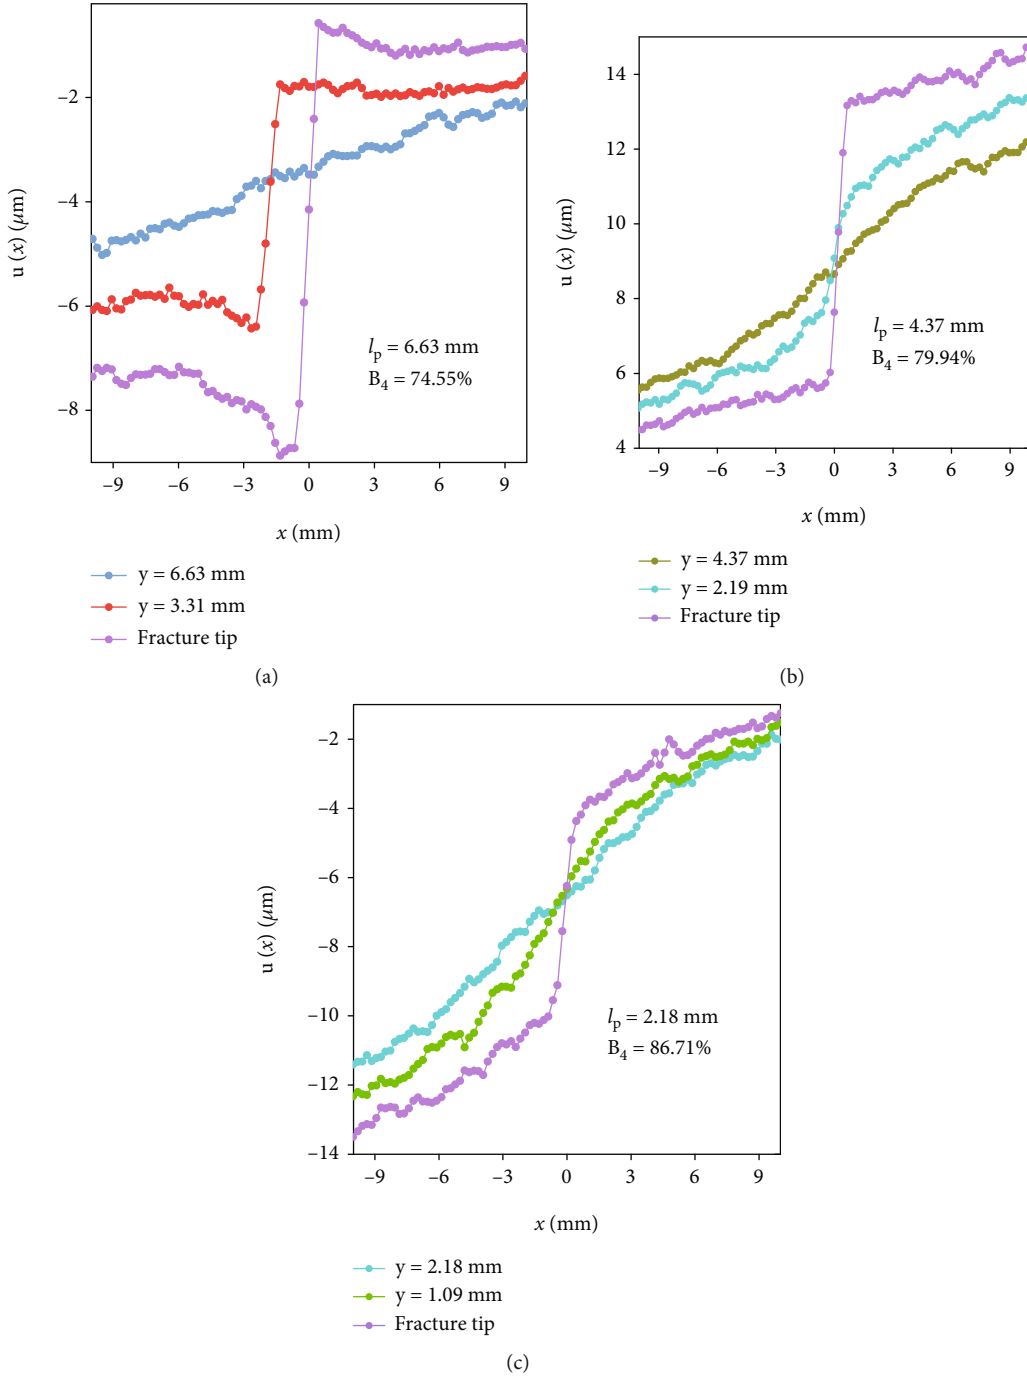 −2
−4
−6
−8
u (x) (μm)
l_p = 6.63 mm
B_4 = 74.55%
−9 −6 −3 0 3 6 9
x (mm)
y = 6.63 mm
y = 3.31 mm
Fracture tip
(a)
14
12
10
8
6
4
u (x) (μm)
l_p = 4.37 mm
B_4 = 79.94%
−9 −6 −3 0 3 6 9
x (mm)
y = 4.37 mm
y = 2.19 mm
Fracture tip
(b)
−2
−4
−6
−8
−10
−12
−14
u (x) (μm)
l_p = 2.18 mm
B_4 = 86.71%
−9 −6 −3 0 3 6 9
x (mm)
y = 2.18 mm
y = 1.09 mm
Fracture tip
(c)